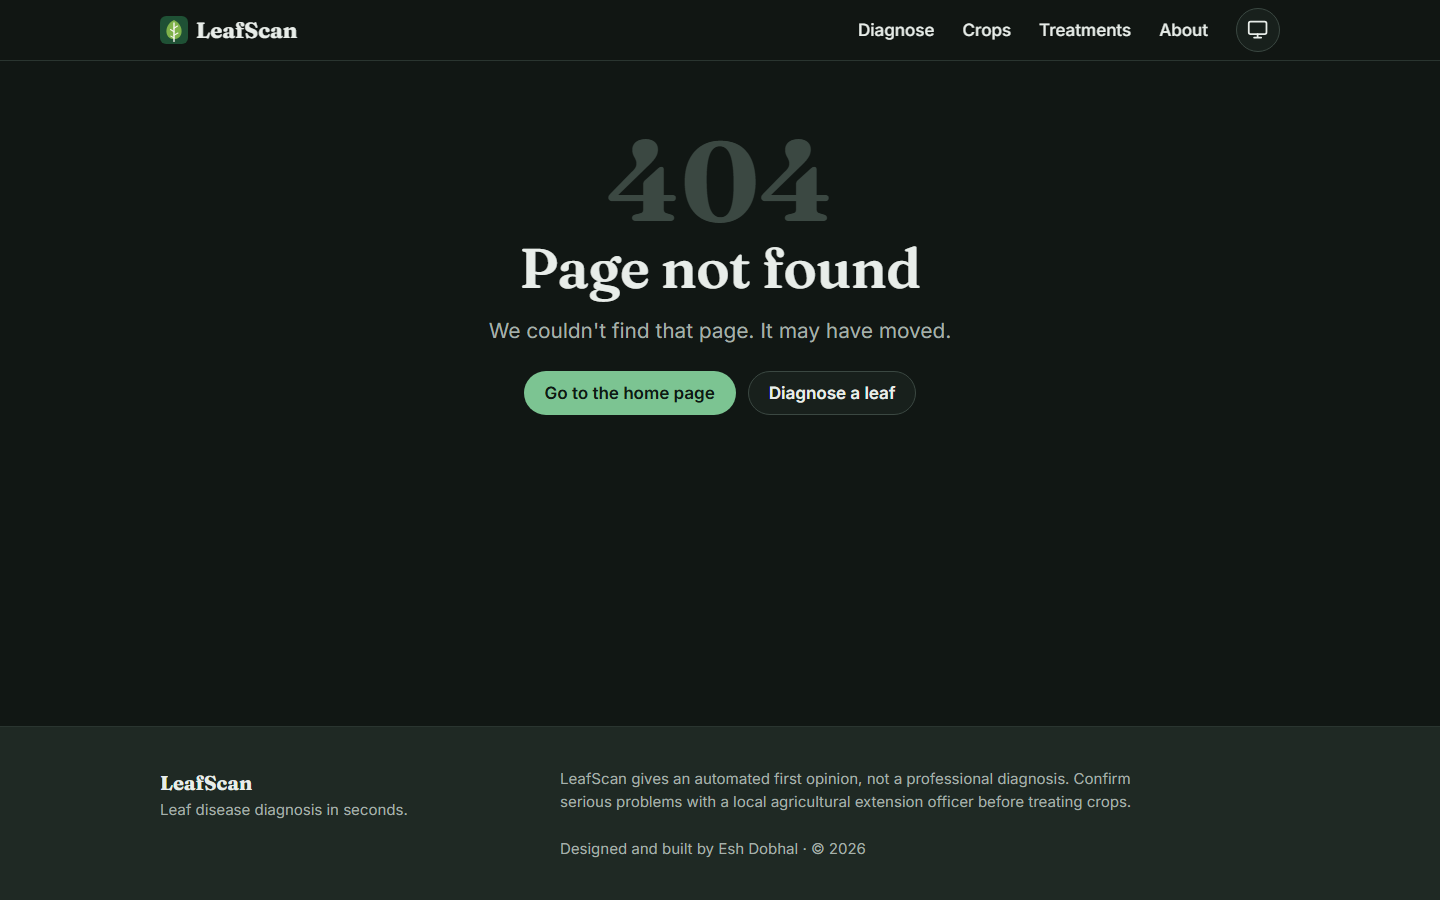 LeafScan
Diagnose
Crops
Treatments
About
404
Page not found
We couldn't find that page. It may have moved.
Go to the home page
Diagnose a leaf
LeafScan
Leaf disease diagnosis in seconds.
LeafScan gives an automated first opinion, not a professional diagnosis. Confirm
serious problems with a local agricultural extension officer before treating crops.
Designed and built by Esh Dobhal · © 2026